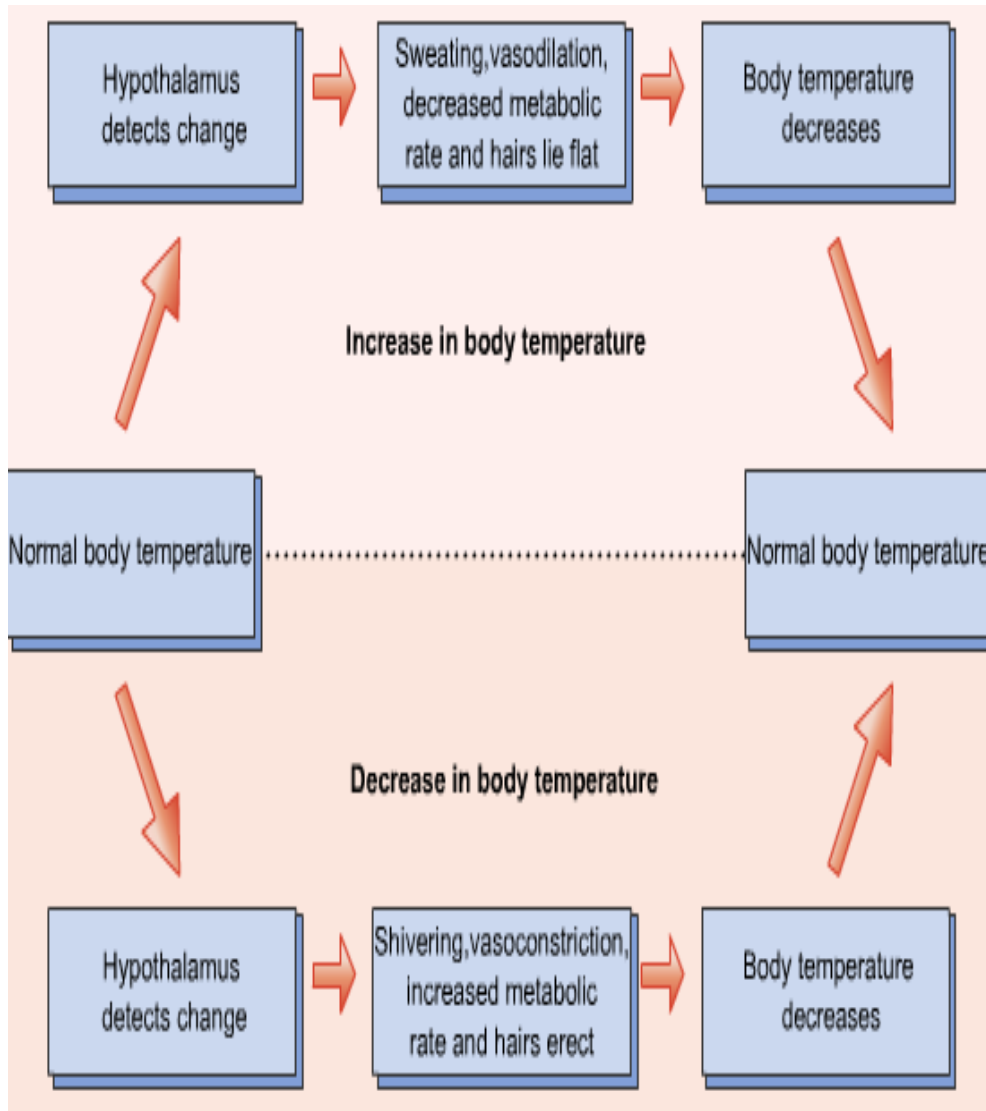 Hypothalamus
detects change
Sweating,vasodilation,
decreased metabolic
rate and hairs lie flat
Body temperature
decreases
Increase in body temperature
Normal body temperature
Normal body temperature
Decrease in body temperature
Hypothalamus
detects change
Shivering,vasoconstriction,
increased metabolic
rate and hairs erect
Body temperature
decreases